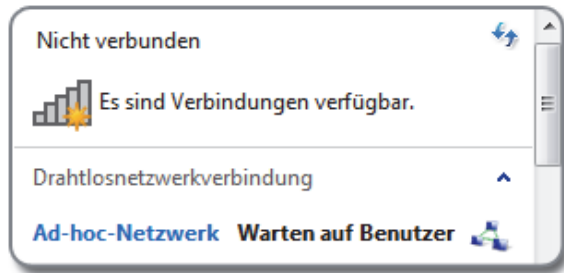 Nicht verbunden
Es sind Verbindungen verfügbar.
Drahtlosnetzwerkverbindung
Ad-hoc-Netzwerk Warten auf Benutzer